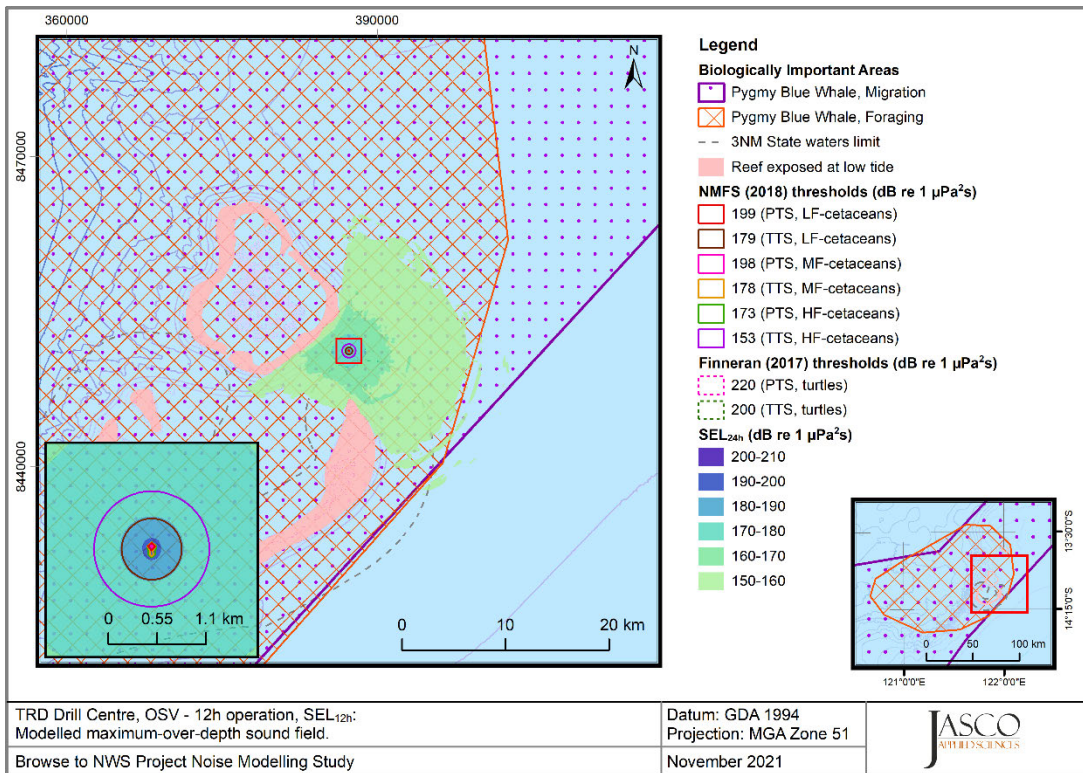 360000
390000
8470000
8440000
N
0 0.55 1.1 km
0 10 20 km
Legend
Biologically Important Areas
Pygmy Blue Whale, Migration
Pygmy Blue Whale, Foraging
3NM State waters limit
Reef exposed at low tide
NMFS (2018) thresholds (dB re 1 µPa²s)
199 (PTS, LF-cetaceans)
179 (TTS, LF-cetaceans)
198 (PTS, MF-cetaceans)
178 (TTS, MF-cetaceans)
173 (PTS, HF-cetaceans)
153 (TTS, HF-cetaceans)
Finneran (2017) thresholds (dB re 1 µPa²s)
220 (PTS, turtles)
200 (TTS, turtles)
SEL24h (dB re 1 µPa²s)
200-210
190-200
180-190
170-180
160-170
150-160
13°30'0"S
14°15'0"S
0 50 100 km
121°0'0"E
122°0'0"E
TRD Drill Centre, OSV - 12h operation, SEL12h:
Modelled maximum-over-depth sound field.
Browse to NWS Project Noise Modelling Study
Datum: GDA 1994
Projection: MGA Zone 51
November 2021
JASCO
APPLIED SCIENCES